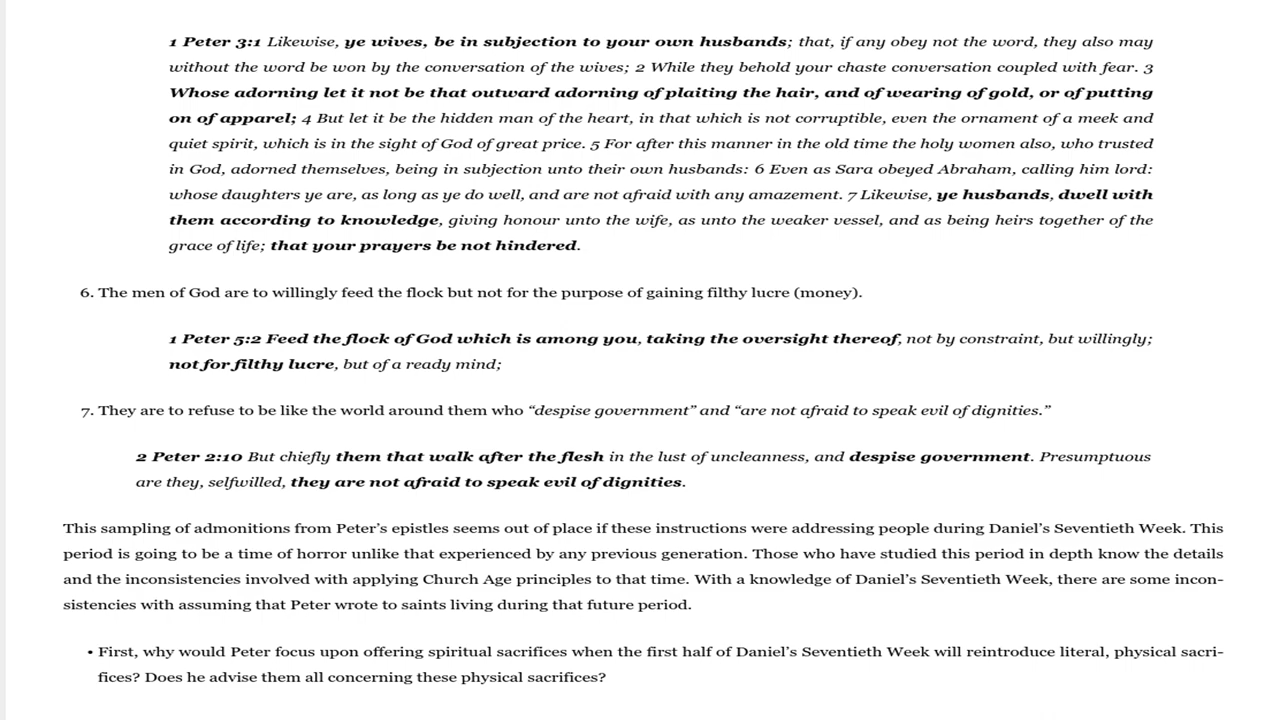 1 Peter 3:1 Likewise, ye wives, be in subjection to your own husbands; that, if any obey not the word, they also may
without the word be won by the conversation of the wives; 2 While they behold your chaste conversation coupled with fear. 3
Whose adorning let it not be that outward adorning of plaiting the hair, and of wearing of gold, or of putting
on of apparel; 4 But let it be the hidden man of the heart, in that which is not corruptible, even the ornament of a meek and
quiet spirit, which is in the sight of God of great price. 5 For after this manner in the old time the holy women also, who trusted
in God, adorned themselves, being in subjection unto their own husbands: 6 Even as Sara obeyed Abraham, calling him lord:
whose daughters ye are, as long as ye do well, and are not afraid with any amazement. 7 Likewise, ye husbands, dwell with
them according to knowledge, giving honour unto the wife, as unto the weaker vessel, and as being heirs together of the
grace of life; that your prayers be not hindered.
6. The men of God are to willingly feed the flock but not for the purpose of gaining filthy lucre (money).
1 Peter 5:2 Feed the flock of God which is among you, taking the oversight thereof, not by constraint, but willingly;
not for filthy lucre, but of a ready mind;
7. They are to refuse to be like the world around them who “despise government” and “are not afraid to speak evil of dignities.”
2 Peter 2:10 But chiefly them that walk after the flesh in the lust of uncleanness, and despise government. Presumptuous
are they, selfwilled, they are not afraid to speak evil of dignities.
This sampling of admonitions from Peter’s epistles seems out of place if these instructions were addressing people during Daniel’s Seventieth Week. This
period is going to be a time of horror unlike that experienced by any previous generation. Those who have studied this period in depth know the details
and the inconsistencies involved with applying Church Age principles to that time. With a knowledge of Daniel’s Seventieth Week, there are some incon-
sistencies with assuming that Peter wrote to saints living during that future period.
• First, why would Peter focus upon offering spiritual sacrifices when the first half of Daniel’s Seventieth Week will reintroduce literal, physical sacri-
fices? Does he advise them all concerning these physical sacrifices?